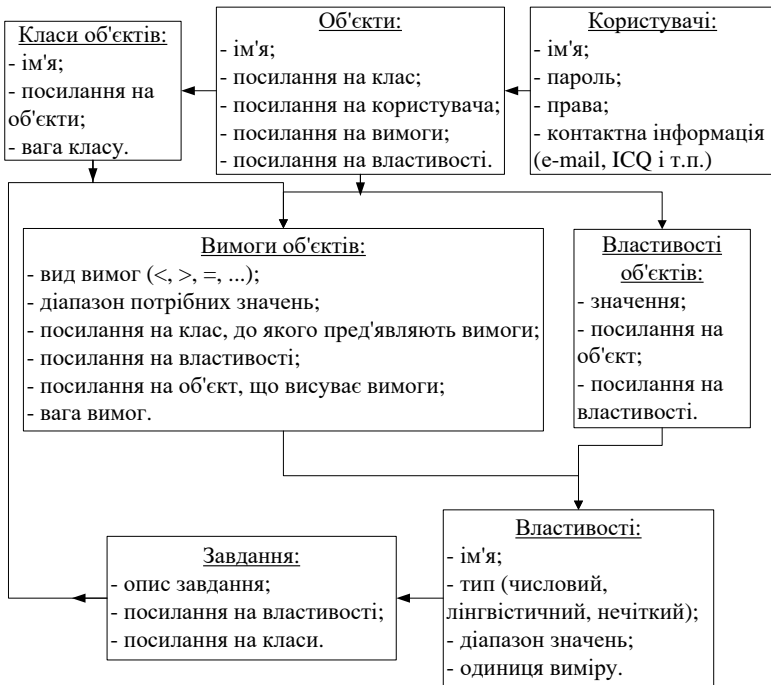 Класи об'єктів:
- ім'я;
- посилання на
об'єкти;
- вага класу.
Об'єкти:
- ім'я;
- посилання на клас;
- посилання на користувача;
- посилання на вимоги;
- посилання на властивості.
Користувачі:
- ім'я;
- пароль;
- права;
- контактна інформація
(e-mail, ICQ і т.п.)
Вимоги об'єктів:
- вид вимог (<, >, =, ...);
- діапазон потрібних значень;
- посилання на клас, до якого пред'являють вимоги;
- посилання на властивості;
- посилання на об'єкт, що висуває вимоги;
- вага вимог.
Властивості
об'єктів:
- значення;
- посилання на
об'єкт;
- посилання на
властивості.
Завдання:
- опис завдання;
- посилання на властивості;
- посилання на класи.
Властивості:
- ім'я;
- тип (числовий,
лінгвістичний, нечіткий);
- діапазон значень;
- одиниця виміру.